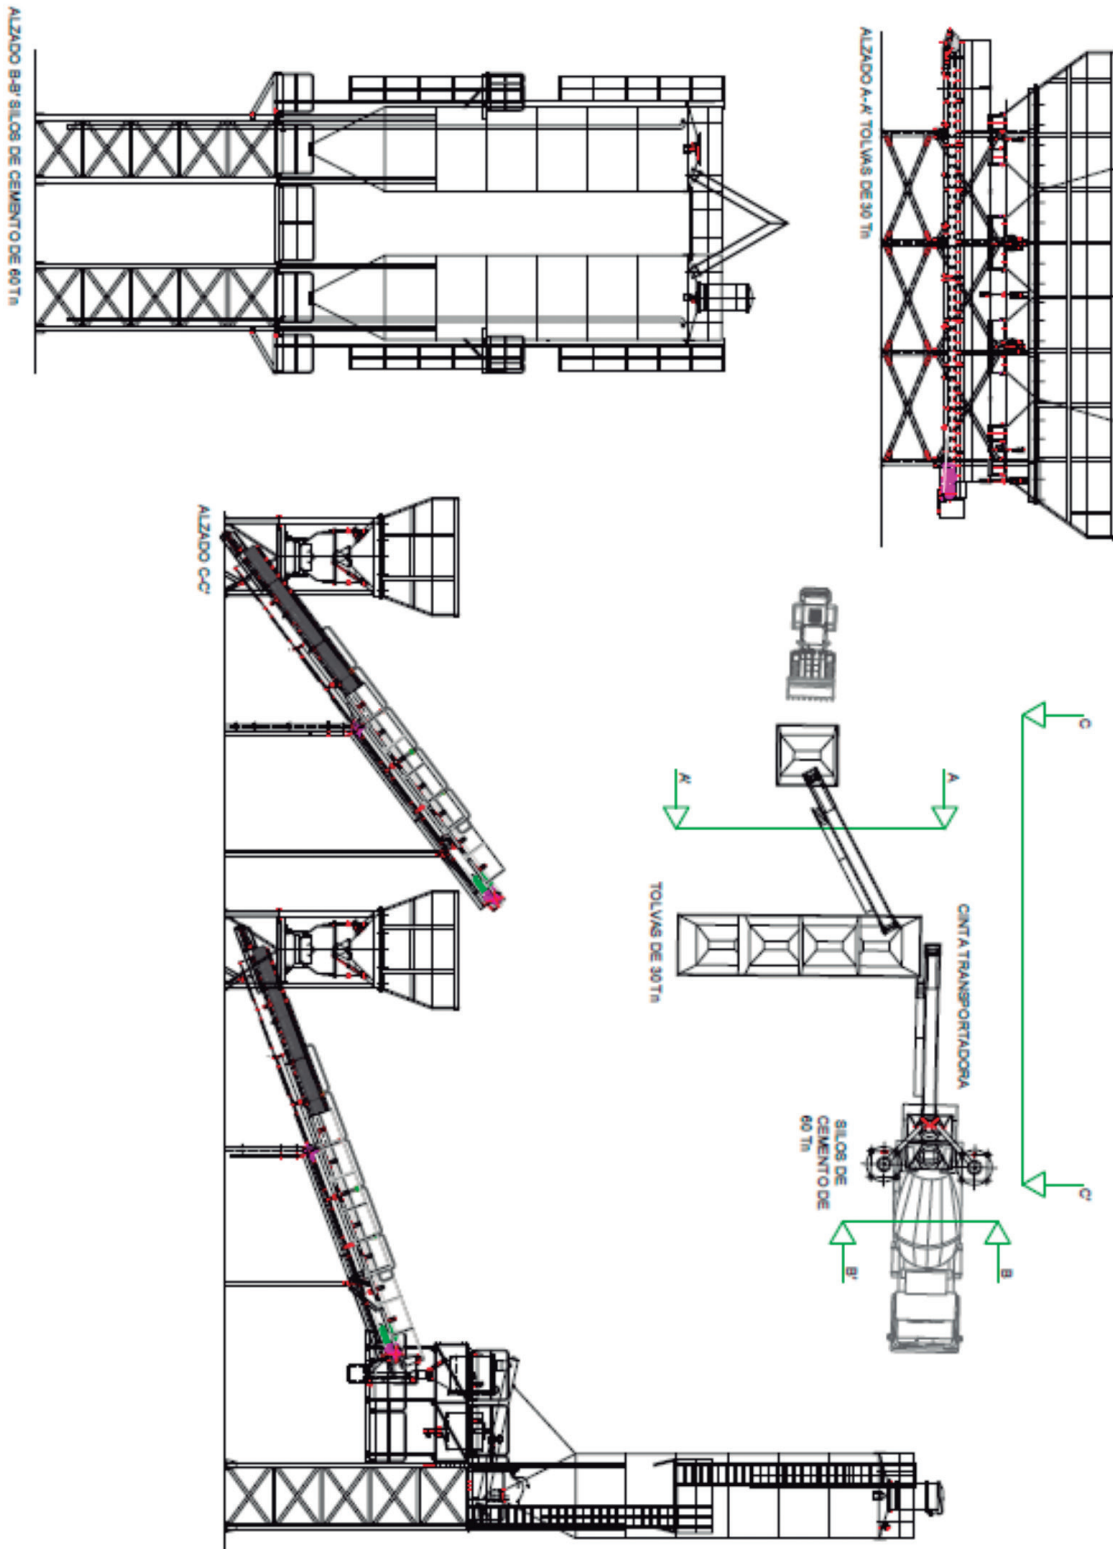 ALZADO B-B' SILOS DE CEMENTO DE 60 Tn
ALZADO A-A' TOLVAS DE 30 Tn
ALZADO C-C'
C
C'
A
A'
CINTA TRANSPORTADORA
TOLVAS DE 30 Tn
SILOS DE
CEMENTO DE
60 Tn
B
B'